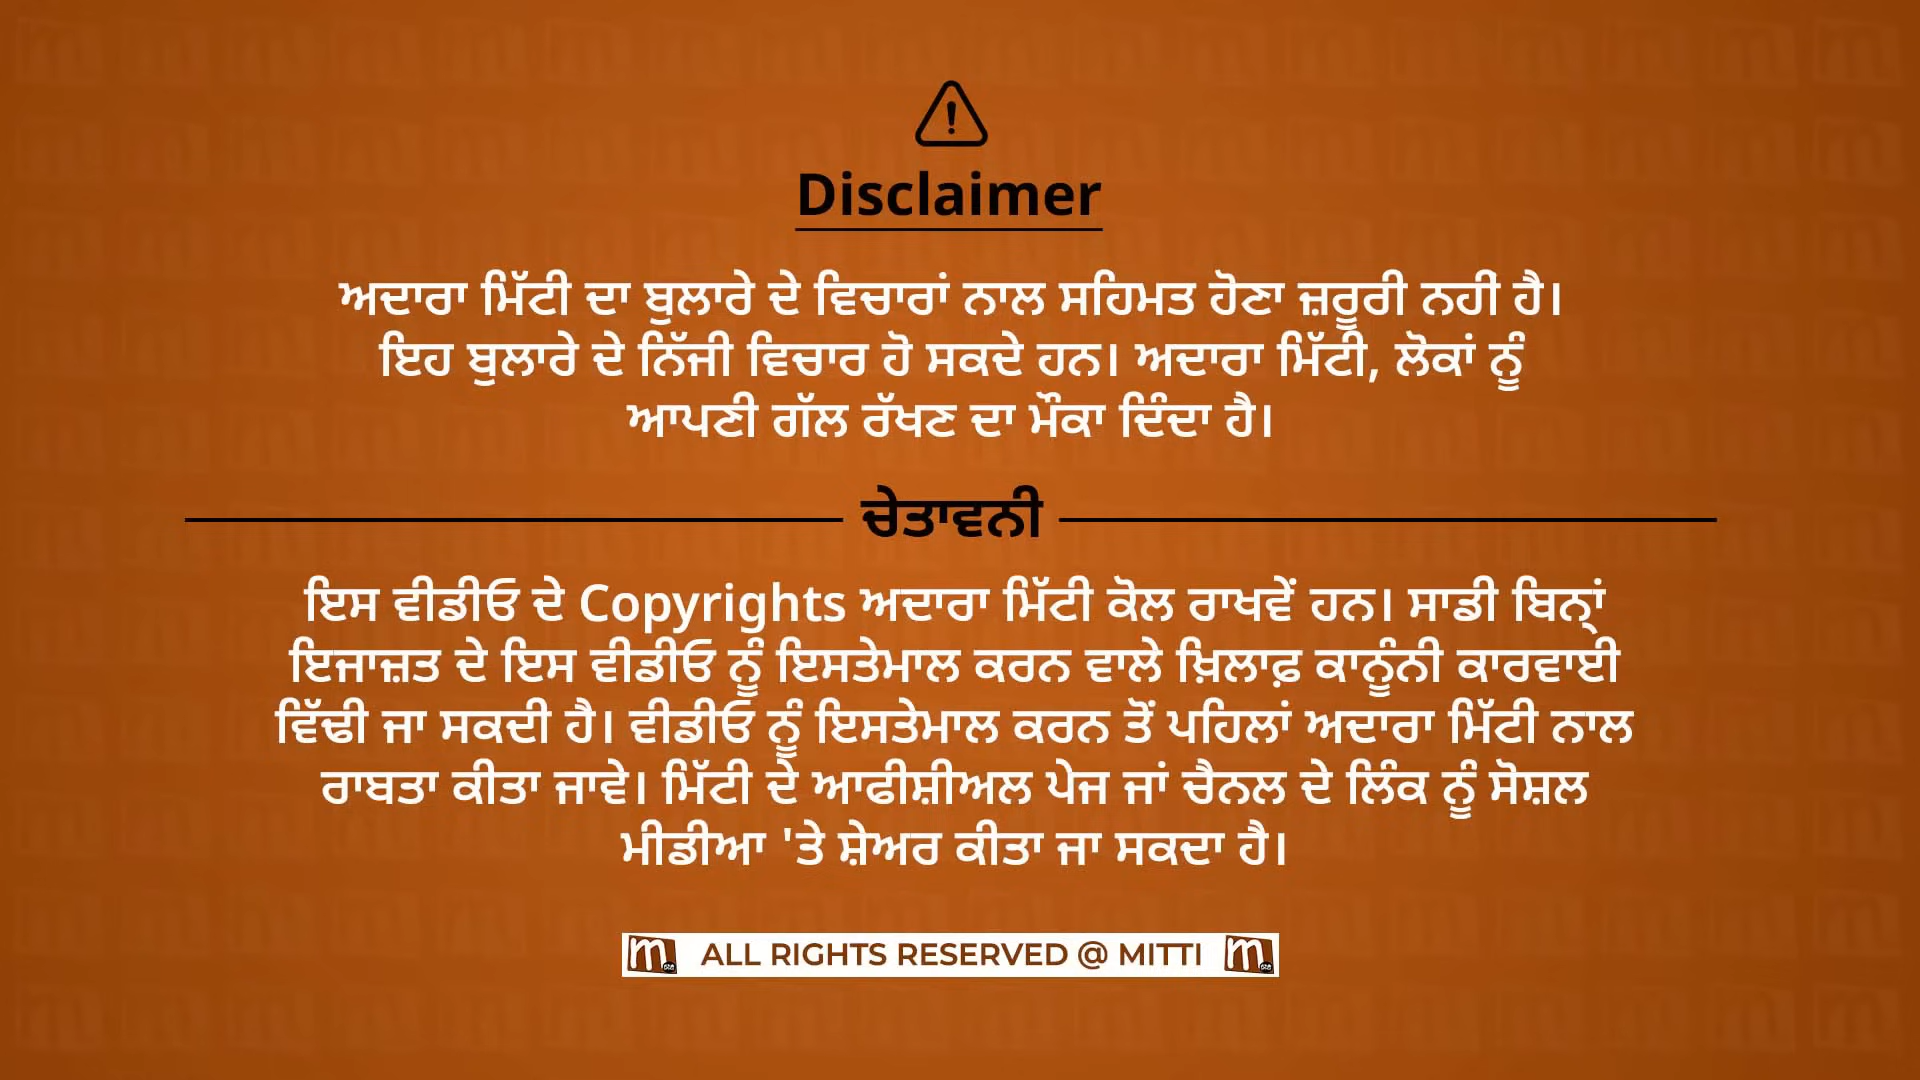 Disclaimer
ਅਦਾਰਾ ਮਿੱਟੀ ਦਾ ਬੁਲਾਰੇ ਦੇ ਵਿਚਾਰਾਂ ਨਾਲ ਸਹਿਮਤ ਹੋਣਾ ਜ਼ਰੂਰੀ ਨਹੀਂ ਹੈ।
ਇਹ ਬੁਲਾਰੇ ਦੇ ਨਿੱਜੀ ਵਿਚਾਰ ਹੋ ਸਕਦੇ ਹਨ। ਅਦਾਰਾ ਮਿੱਟੀ, ਲੋਕਾਂ ਨੂੰ
ਆਪਣੀ ਗੱਲ ਰੱਖਣ ਦਾ ਮੌਕਾ ਦਿੰਦਾ ਹੈ।
ਚੇਤਾਵਨੀ
ਇਸ ਵੀਡੀਓ ਦੇ Copyrights ਅਦਾਰਾ ਮਿੱਟੀ ਕੋਲ ਰਾਖਵੇਂ ਹਨ। ਸਾਡੀ ਬਿਨ੍ਹਾਂ
ਇਜਾਜ਼ਤ ਦੇ ਇਸ ਵੀਡੀਓ ਨੂੰ ਇਸਤੇਮਾਲ ਕਰਨ ਵਾਲੇ ਖ਼ਿਲਾਫ਼ ਕਾਨੂੰਨੀ ਕਾਰਵਾਈ
ਵਿੱਢੀ ਜਾ ਸਕਦੀ ਹੈ। ਵੀਡੀਓ ਨੂੰ ਇਸਤੇਮਾਲ ਕਰਨ ਤੋਂ ਪਹਿਲਾਂ ਅਦਾਰਾ ਮਿੱਟੀ ਨਾਲ
ਰਾਬਤਾ ਕੀਤਾ ਜਾਵੇ। ਮਿੱਟੀ ਦੇ ਆਫੀਸ਼ੀਅਲ ਪੇਜ ਜਾਂ ਚੈਨਲ ਦੇ ਲਿੰਕ ਨੂੰ ਸੋਸ਼ਲ
ਮੀਡੀਆ 'ਤੇ ਸ਼ੇਅਰ ਕੀਤਾ ਜਾ ਸਕਦਾ ਹੈ।
ALL RIGHTS RESERVED @ MITTI